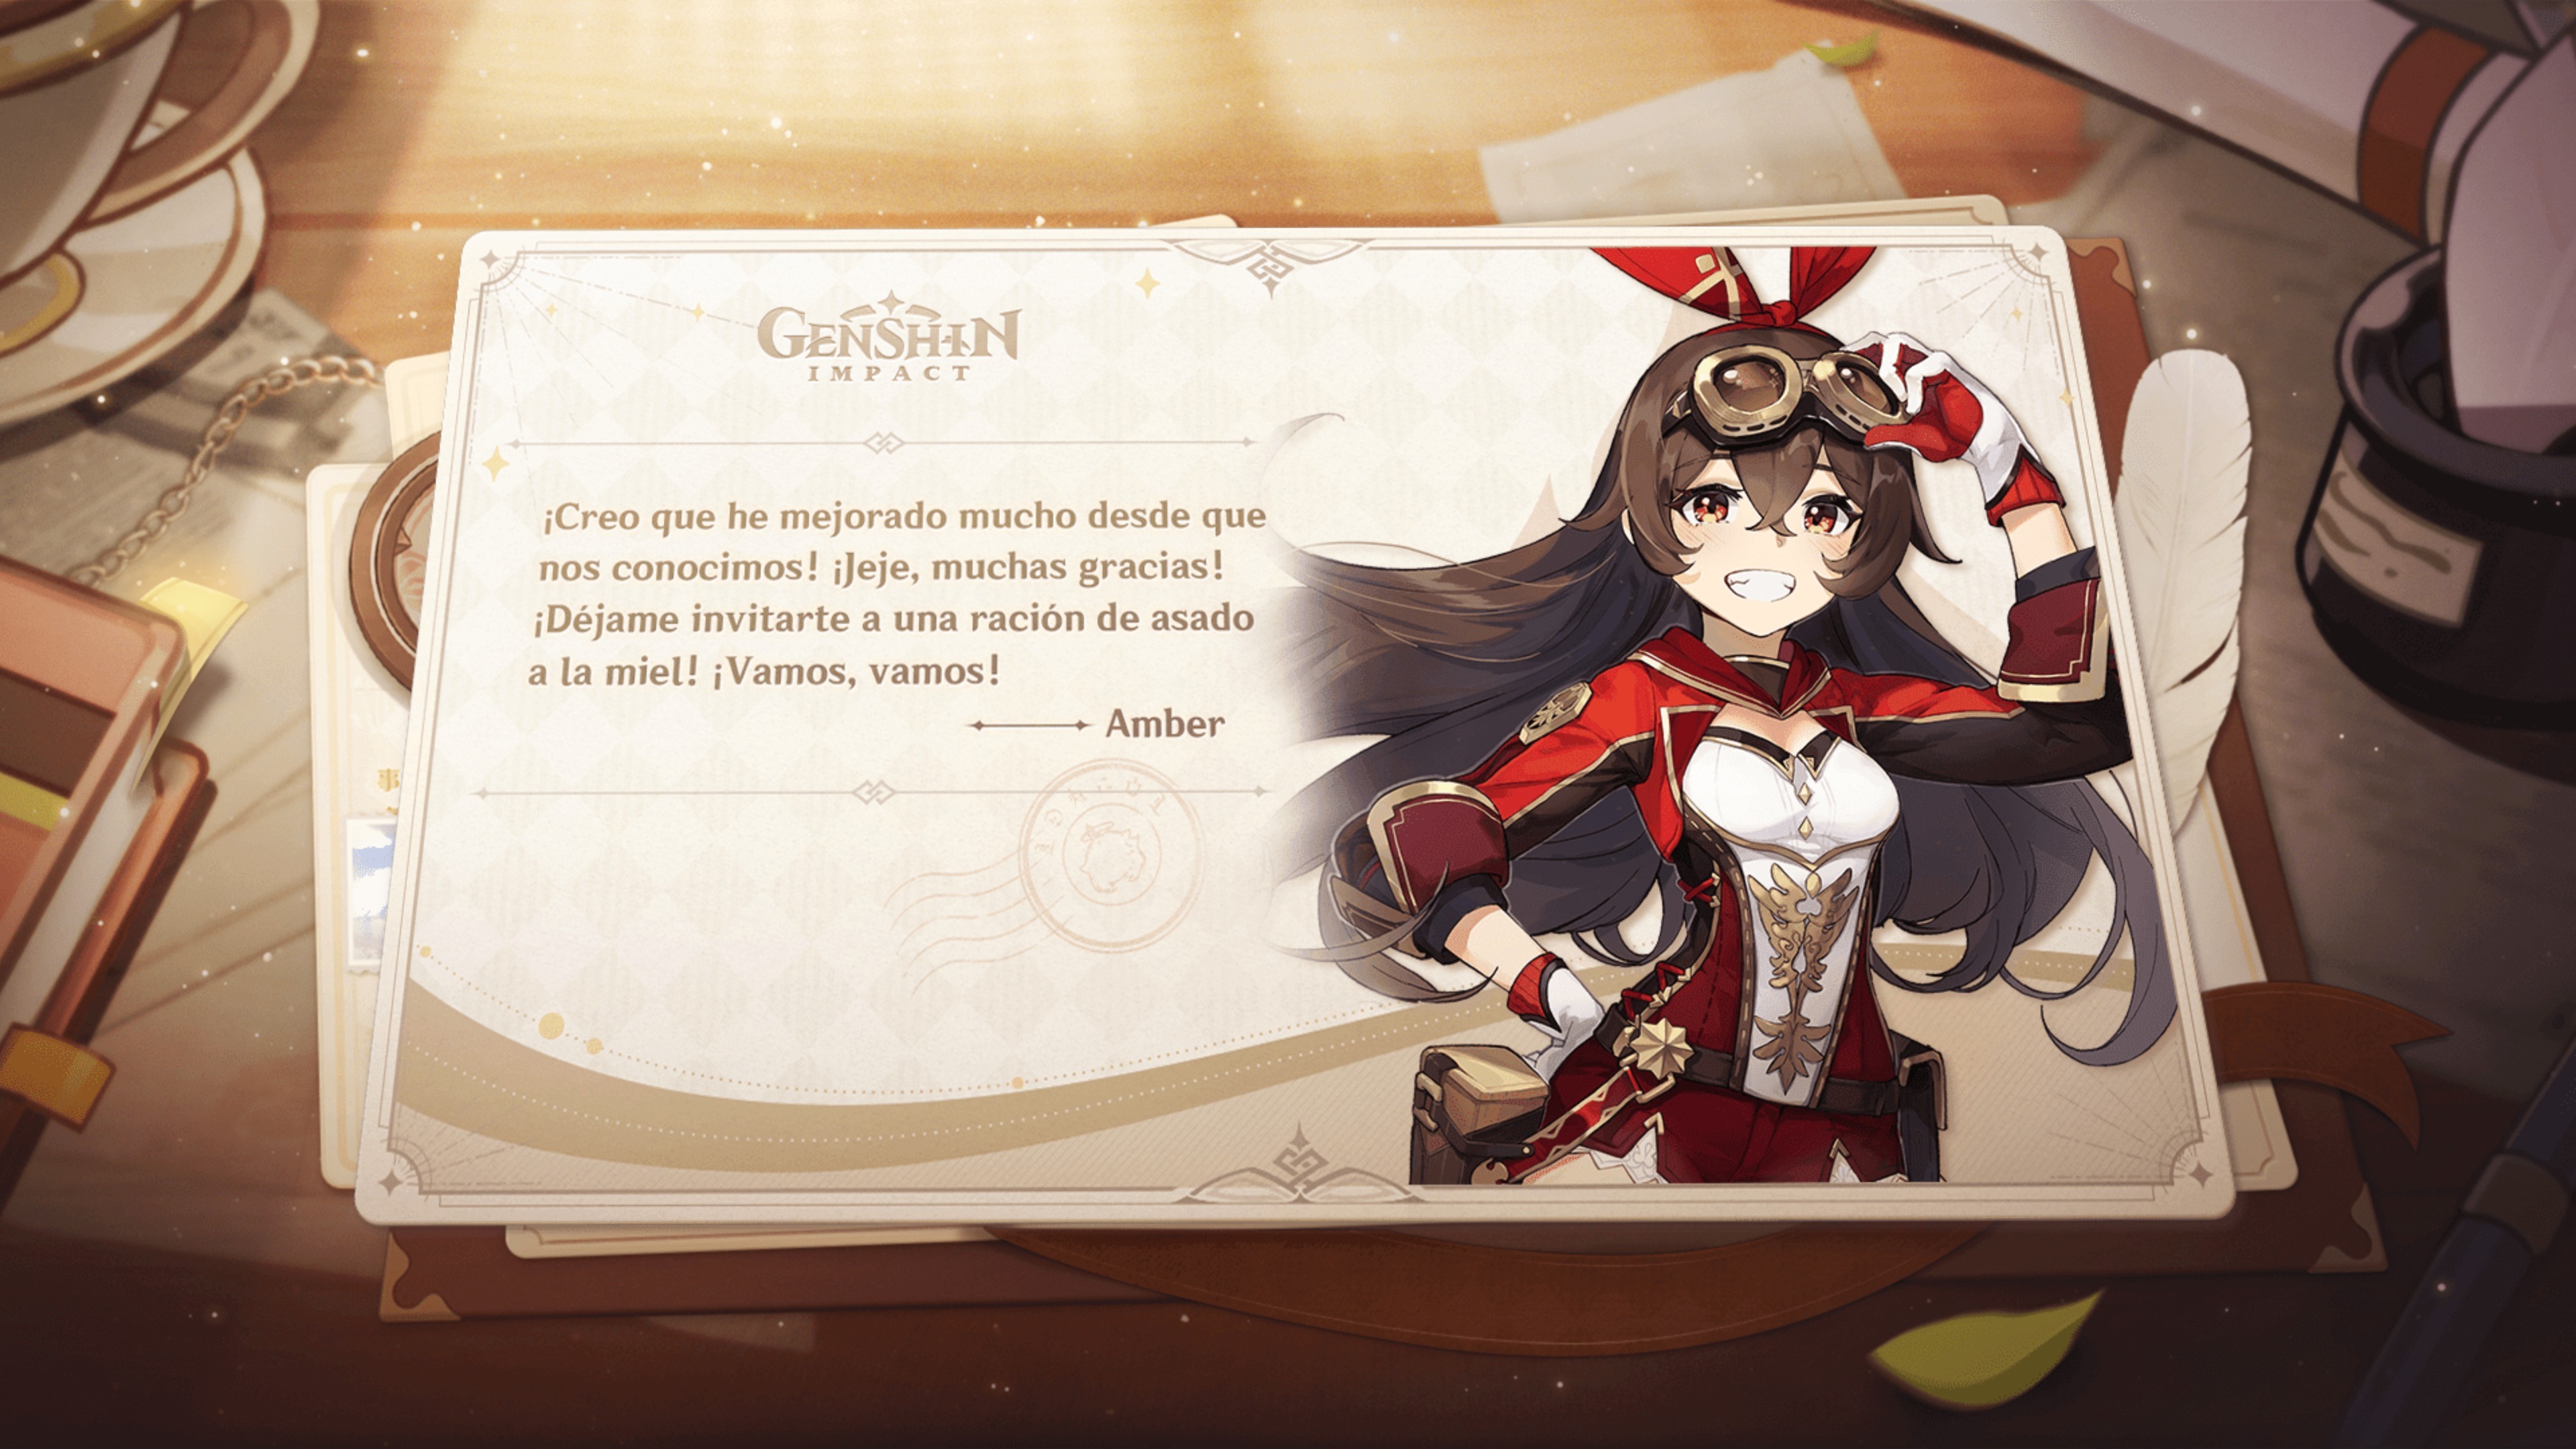 GENSHIN
IMPACT
¡Creo que he mejorado mucho desde que
nos conocimos! ¡Jeje, muchas gracias!
¡Déjame invitarte a una ración de asado
a la miel! ¡Vamos, vamos!
Amber